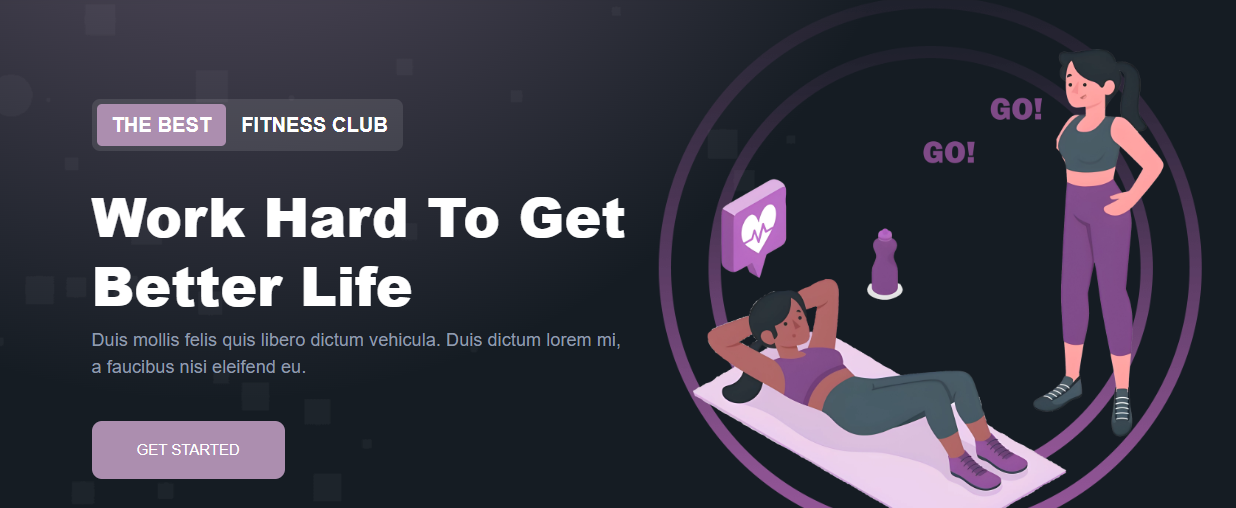 THE BEST FITNESS CLUB
Work Hard To Get
Better Life
Duis mollis felis quis libero dictum vehicula. Duis dictum lorem mi,
a faucibus nisi eleifend eu.
GET STARTED
GO!
GO!